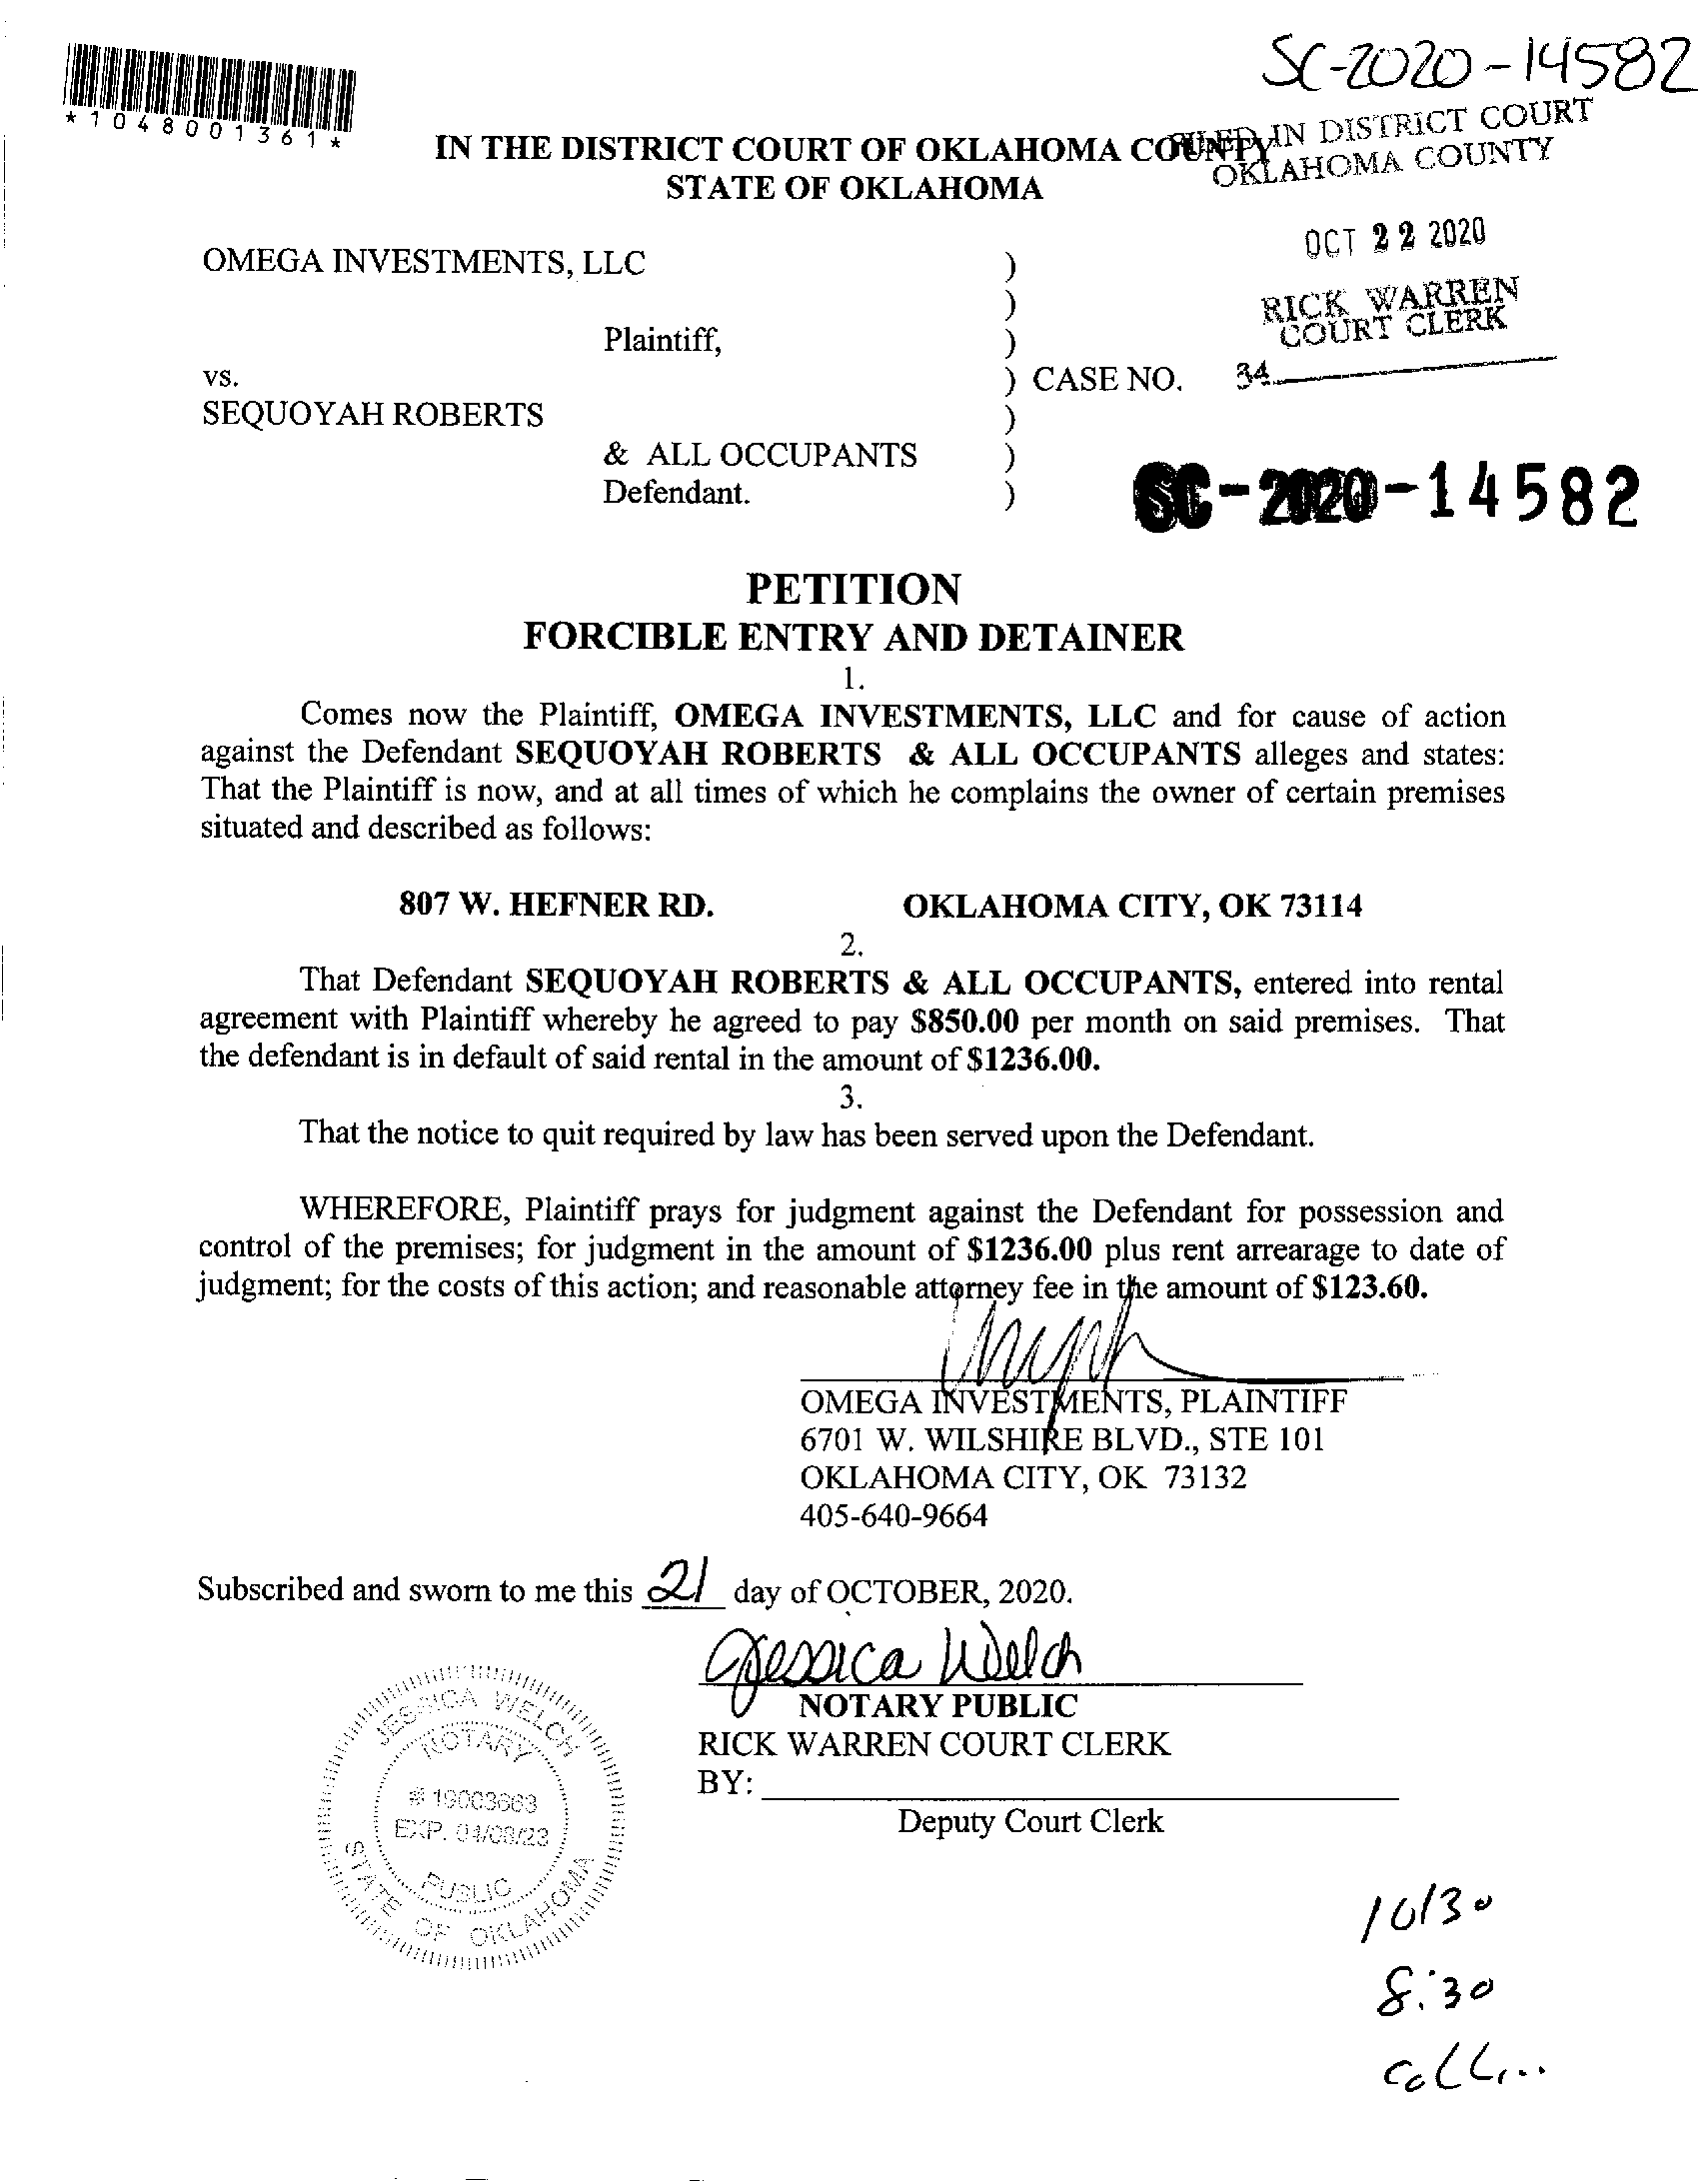 SC-2020-14582
*1048001361*
IN THE DISTRICT COURT OF OKLAHOMA COUNTY
STATE OF OKLAHOMA
FILED IN DISTRICT COURT
OKLAHOMA COUNTY
OCT 22 2020
RICK WARREN
COURT CLERK
34
OMEGA INVESTMENTS, LLC )
)
Plaintiff, )
vs. ) CASE NO.
SEQUOYAH ROBERTS )
& ALL OCCUPANTS )
Defendant. )
SC-2020-14582
PETITION
FORCIBLE ENTRY AND DETAINER
1.
Comes now the Plaintiff, OMEGA INVESTMENTS, LLC and for cause of action
against the Defendant SEQUOYAH ROBERTS & ALL OCCUPANTS alleges and states:
That the Plaintiff is now, and at all times of which he complains the owner of certain premises
situated and described as follows:
807 W. HEFNER RD. OKLAHOMA CITY, OK 73114
2.
That Defendant SEQUOYAH ROBERTS & ALL OCCUPANTS, entered into rental
agreement with Plaintiff whereby he agreed to pay $850.00 per month on said premises. That
the defendant is in default of said rental in the amount of $1236.00.
3.
That the notice to quit required by law has been served upon the Defendant.
WHEREFORE, Plaintiff prays for judgment against the Defendant for possession and
control of the premises; for judgment in the amount of $1236.00 plus rent arrearage to date of
judgment; for the costs of this action; and reasonable attorney fee in the amount of $123.60.
OMEGA INVESTMENTS, PLAINTIFF
6701 W. WILSHIRE BLVD., STE 101
OKLAHOMA CITY, OK 73132
405-640-9664
Subscribed and sworn to me this 21 day of OCTOBER, 2020.
Jessica Welch
NOTARY PUBLIC
RICK WARREN COURT CLERK
BY:
Deputy Court Clerk
JESSICA WELCH
NOTARY
# 19003663
EXP. 04/08/23
PUBLIC
STATE OF OKLAHOMA
10/30
8:30